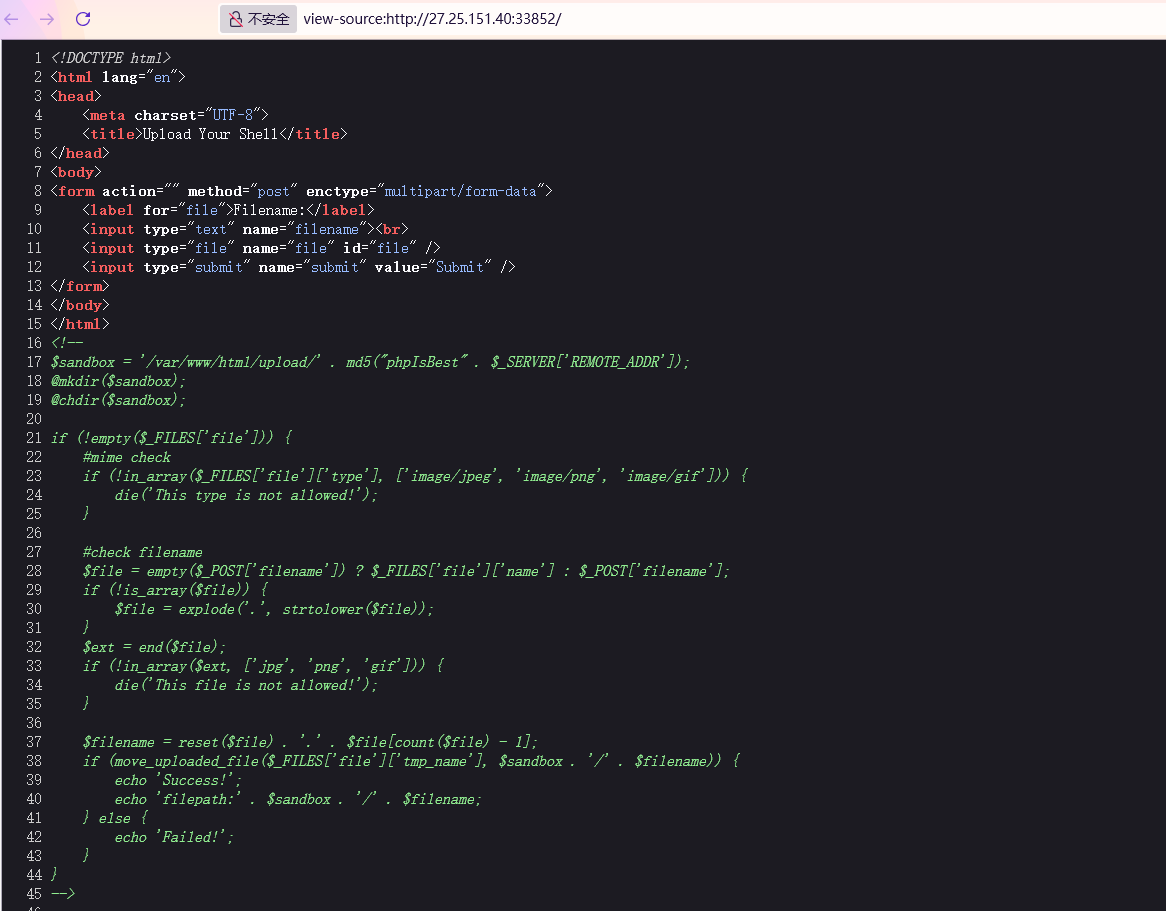 不安全 view-source:http://27.25.151.40:33852/
1 <!DOCTYPE html>
2 <html lang="en">
3 <head>
4     <meta charset="UTF-8">
5     <title>Upload Your Shell</title>
6 </head>
7 <body>
8 <form action="" method="post" enctype="multipart/form-data">
9     <label for="file">Filename:</label>
10     <input type="text" name="filename"><br>
11     <input type="file" name="file" id="file" />
12     <input type="submit" name="submit" value="Submit" />
13 </form>
14 </body>
15 </html>
16 <!--
17 $sandbox = '/var/www/html/upload/' . md5("phpIsBest" . $_SERVER['REMOTE_ADDR']);
18 @mkdir($sandbox);
19 @chdir($sandbox);
20
21 if (!empty($_FILES['file'])) {
22     #mime check
23     if (!in_array($_FILES['file']['type'], ['image/jpeg', 'image/png', 'image/gif'])) {
24         die('This type is not allowed!');
25     }
26
27     #check filename
28     $file = empty($_POST['filename']) ? $_FILES['file']['name'] : $_POST['filename'];
29     if (!is_array($file)) {
30         $file = explode('.', strtolower($file));
31     }
32     $ext = end($file);
33     if (!in_array($ext, ['jpg', 'png', 'gif'])) {
34         die('This file is not allowed!');
35     }
36
37     $filename = reset($file) . '.' . $file[count($file) - 1];
38     if (move_uploaded_file($_FILES['file']['tmp_name'], $sandbox . '/' . $filename)) {
39         echo 'Success!';
40         echo 'filepath:' . $sandbox . '/' . $filename;
41     } else {
42         echo 'Failed!';
43     }
44 }
45 -->